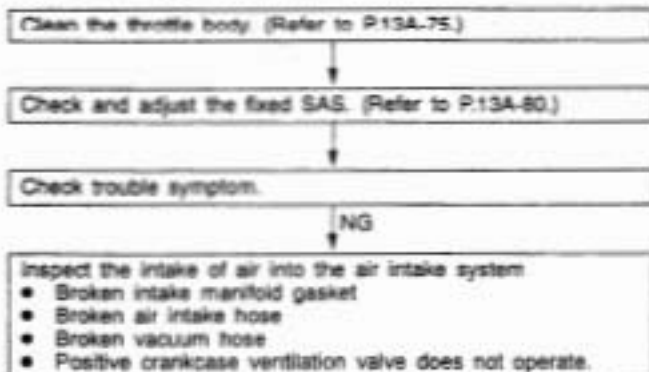 Clean the throttle body. (Refer to P.13A-75.)
Check and adjust the fixed SAS. (Refer to P.13A-80.)
Check trouble symptom.
NG
Inspect the intake of air into the air intake system
● Broken intake manifold gasket
● Broken air intake hose
● Broken vacuum hose
● Positive crankcase ventilation valve does not operate.